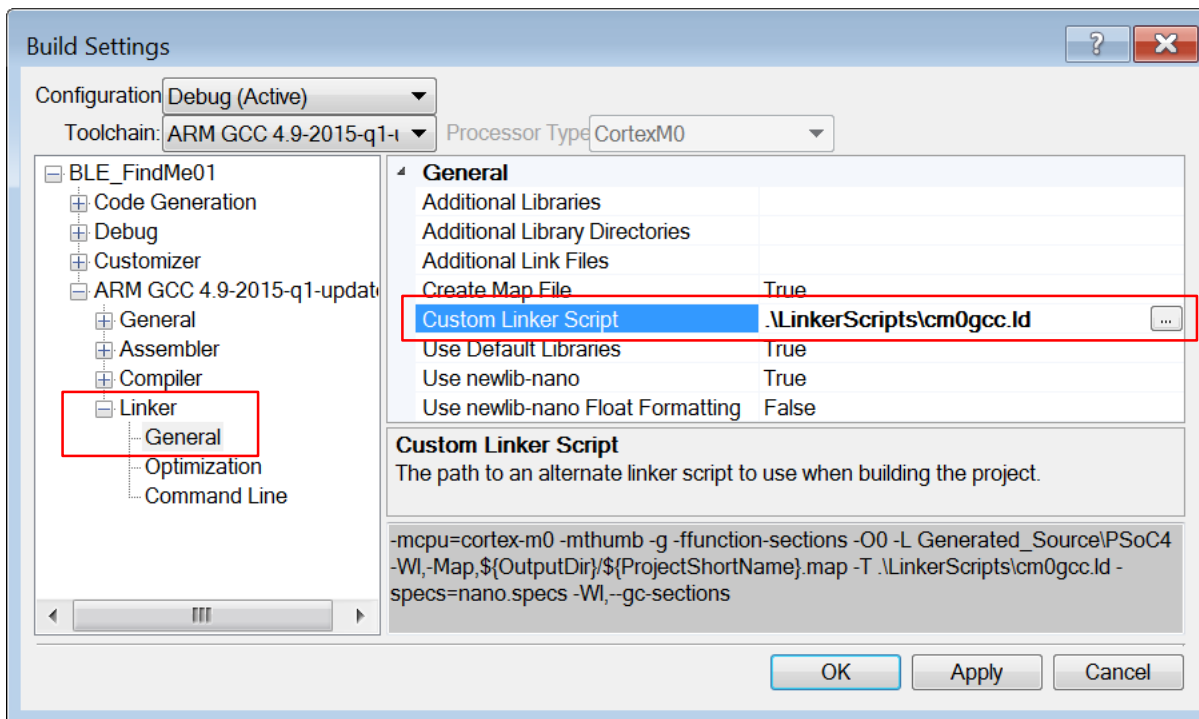 Build Settings
Configuration Debug (Active)
Toolchain: ARM GCC 4.9-2015-q1-u Processor Type CortexM0
BLE_FindMe01
Code Generation
Debug
Customizer
ARM GCC 4.9-2015-q1-updat
General
Assembler
Compiler
Linker
General
Optimization
Command Line
General
Additional Libraries
Additional Library Directories
Additional Link Files
Create Map File True
Custom Linker Script .\LinkerScripts\cm0gcc.ld ...
Use Default Libraries True
Use newlib-nano True
Use newlib-nano Float Formatting False
Custom Linker Script
The path to an alternate linker script to use when building the project.
-mcpu=cortex-m0 -mthumb -g -ffunction-sections -O0 -L Generated_Source\PSoC4
-Wl,-Map,${OutputDir}/${ProjectShortName}.map -T .\LinkerScripts\cm0gcc.ld -
specs=nano.specs -Wl,--gc-sections
OK Apply Cancel